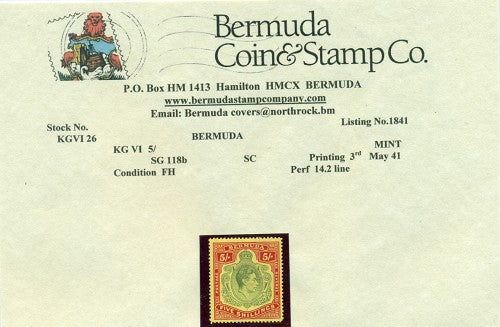 Bermuda
Coin&Stamp Co.
P.O. Box HM 1413 Hamilton HMCX BERMUDA
www.bermudastampcompany.com
Email: Bermuda covers@northrock.bm
Stock No. Listing No.1841
KGVI 26 BERMUDA
KG VI 5/ MINT
SG 118b SC Printing 3rd May 41
Condition FH Perf 14.2 line
BERMUDA
5/- 5/-
POSTAGE REVENUE
FIVE SHILLINGS